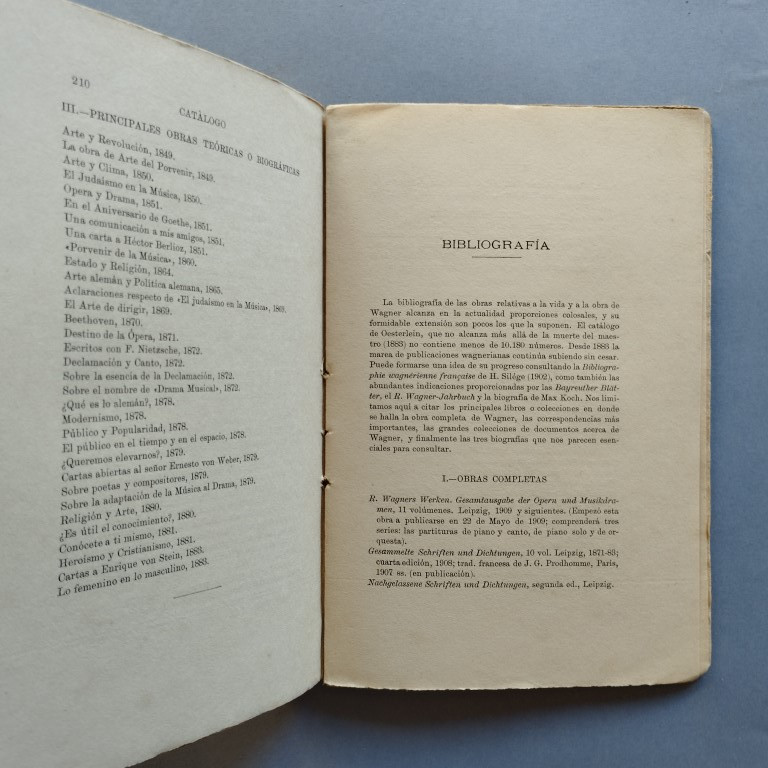 210
CATÀLOGO
III.—PRINCIPALES OBRAS TEÓRICAS O BIOGRÁFICAS
Arte y Revolución, 1849.
La obra de Arte del Porvenir, 1849.
Arte y Clima, 1850.
El Judaísmo en la Música, 1850.
Opera y Drama, 1851.
En el Aniversario de Goethe, 1851.
Una comunicación a mis amigos, 1851.
Una carta a Héctor Berlioz, 1851.
«Porvenir de la Música», 1860.
Estado y Religión, 1864.
Arte alemán y Política alemana, 1865.
Aclaraciones respecto de «El judaísmo en la Música», 1869.
El Arte de dirigir, 1869.
Beethoven, 1870.
Destino de la Ópera, 1871.
Escritos con F. Nietzsche, 1872.
Declamación y Canto, 1872.
Sobre la esencia de la Declamación, 1872.
Sobre el nombre de «Drama Musical», 1872.
¿Qué es lo alemán?, 1878.
Modernismo, 1878.
Público y Popularidad, 1878.
El público en el tiempo y en el espacio, 1878.
¿Queremos elevarnos?, 1879.
Cartas abiertas al señor Ernesto von Weber, 1879.
Sobre poetas y compositores, 1879.
Sobre la adaptación de la Música al Drama, 1879.
Religión y Arte, 1880.
¿Es útil el conocimiento?, 1880.
Conócete a ti mismo, 1881.
Heroísmo y Cristianismo, 1881.
Cartas a Enrique von Stein, 1883.
Lo femenino en lo masculino, 1883.
BIBLIOGRAFÍA
La bibliografía de las obras relativas a la vida y a la obra de
Wagner alcanza en la actualidad proporciones colosales, y su
formidable extensión son pocos los que la suponen. El catálogo
de Oesterlein, que no alcanza más allá de la muerte del maes-
tro (1883) no contiene menos de 10.180 números. Desde 1883 la
marea de publicaciones wagnerianas continúa subiendo sin cesar.
Puede formarse una idea de su progreso consultando la Bibliogra-
phie wagnérienne française de H. Silége (1902), como también las
abundantes indicaciones proporcionadas por las Bayreuther Blät-
ter, el R. Wagner-Jahrbuch y la biografía de Max Koch. Nos limi-
tamos aquí a citar los principales libros o colecciones en donde
se halla la obra completa de Wagner, las correspondencias más
importantes, las grandes colecciones de documentos acerca de
Wagner, y finalmente las tres biografías que nos parecen esen-
ciales para consultar.
I.—OBRAS COMPLETAS
R. Wagners Werken. Gesamtausgabe der Opern und Musikdra-
men, 11 volúmenes. Leipzig, 1909 y siguientes. (Empezó esta
obra a publicarse en 22 de Mayo de 1909; comprenderá tres
series: las partituras de piano y canto, de piano solo y de or-
questa).
Gesammelte Schriften und Dichtungen, 10 vol. Leipzig, 1871-83;
cuarta edición, 1908; trad. francesa de J. G. Prodhomme, París,
1907 ss. (en publicación).
Nachgelassene Schriften und Dichtungen, segunda ed., Leipzig.